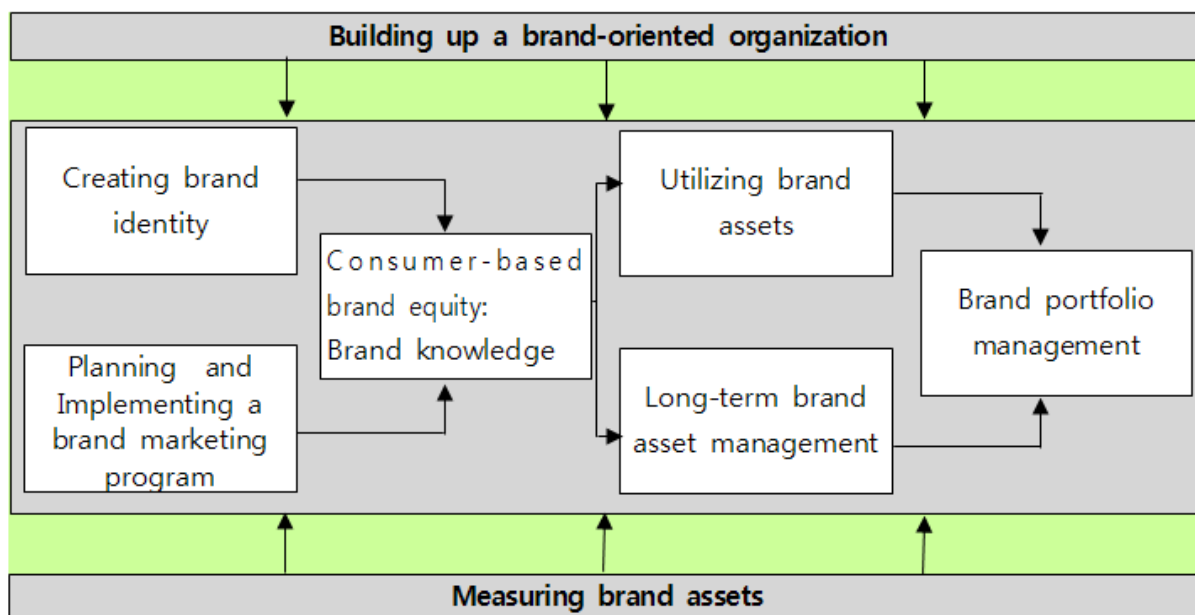 Building up a brand-oriented organization
Creating brand
identity
Planning and
Implementing a
brand marketing
program
Consumer-based
brand equity:
Brand knowledge
Utilizing brand
assets
Long-term brand
asset management
Brand portfolio
management
Measuring brand assets